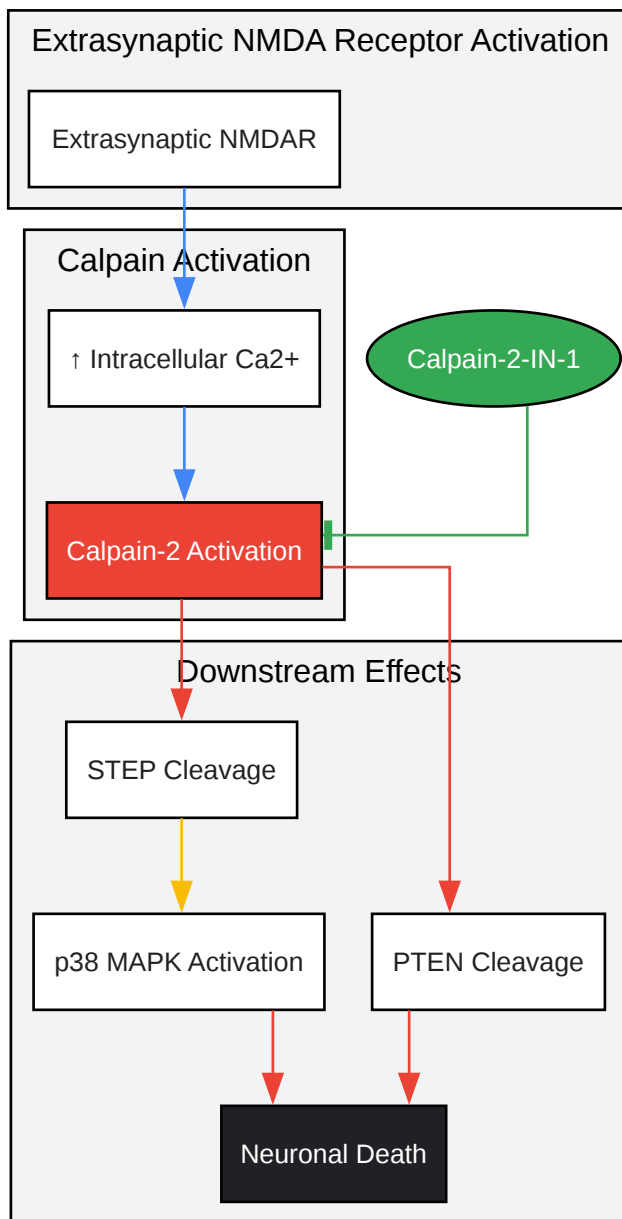 Extrasynaptic NMDA Receptor Activation
Extrasynaptic NMDAR
Calpain Activation
↑ Intracellular Ca2+
Calpain-2-IN-1
Calpain-2 Activation
Downstream Effects
STEP Cleavage
p38 MAPK Activation
PTEN Cleavage
Neuronal Death